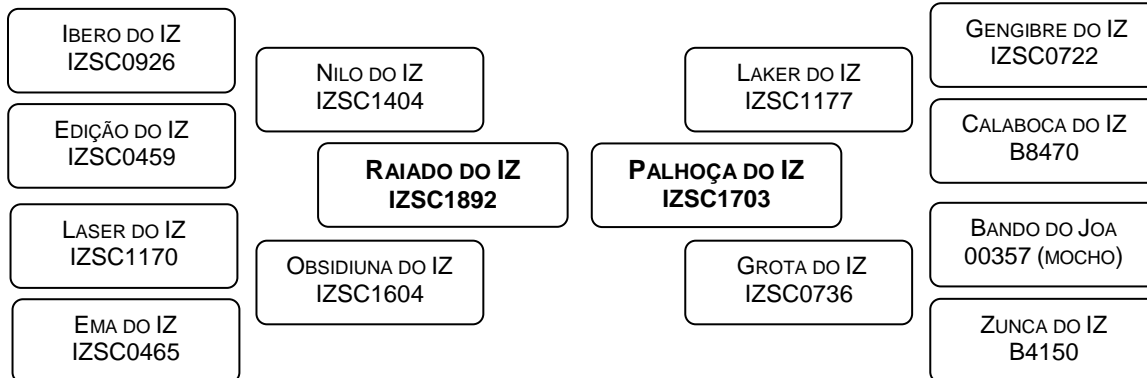 IBERO DO IZ
IZSC0926
EDIÇÃO DO IZ
IZSC0459
LASER DO IZ
IZSC1170
EMA DO IZ
IZSC0465
NILO DO IZ
IZSC1404
OBSIDIUNA DO IZ
IZSC1604
RAIADO DO IZ
IZSC1892
PALHOÇA DO IZ
IZSC1703
LAKER DO IZ
IZSC1177
GROTA DO IZ
IZSC0736
GENGIBRE DO IZ
IZSC0722
CALABOCA DO IZ
B8470
BANDO DO JOA
00357 (MOCHO)
ZUNCA DO IZ
B4150